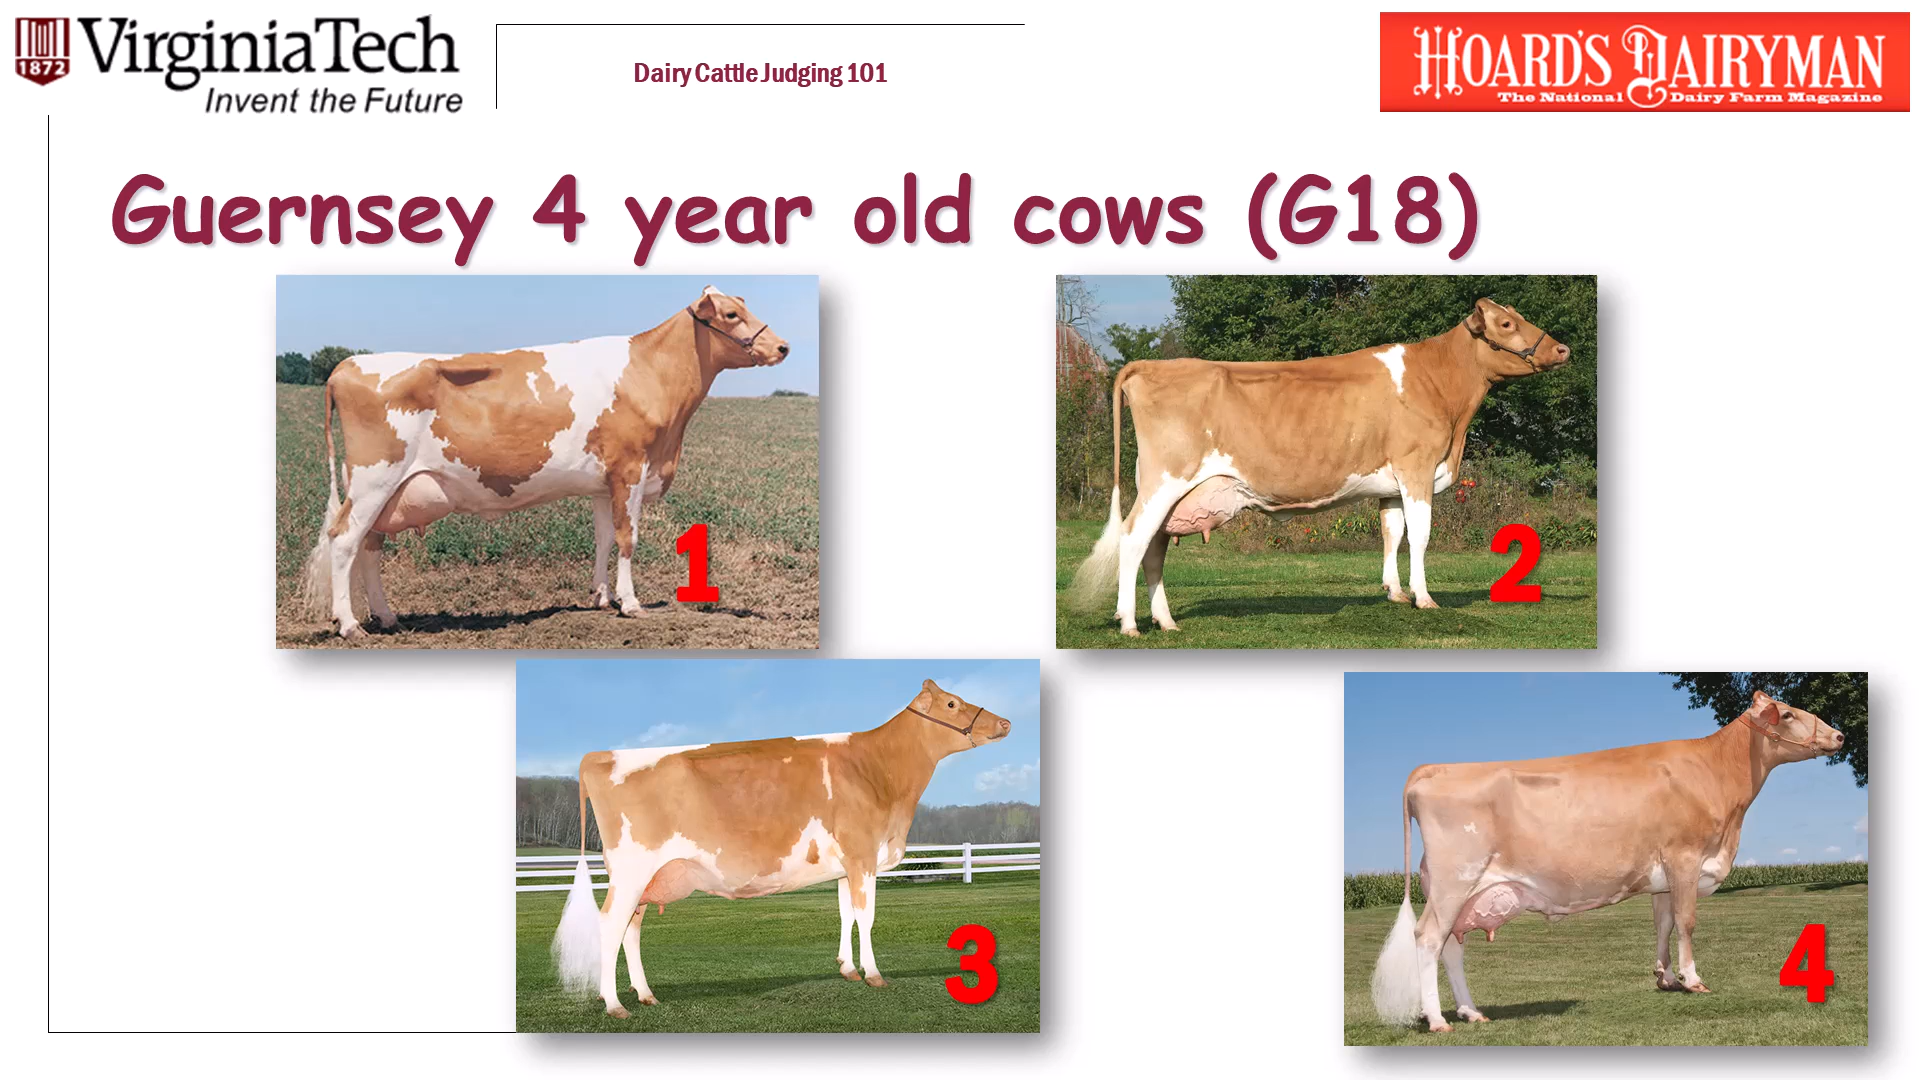 1872
VirginiaTech
Invent the Future
Dairy Cattle Judging 101
HOARD'S DAIRYMAN
The National Dairy Farm Magazine
Guernsey 4 year old cows (G18)
1
2
3
4